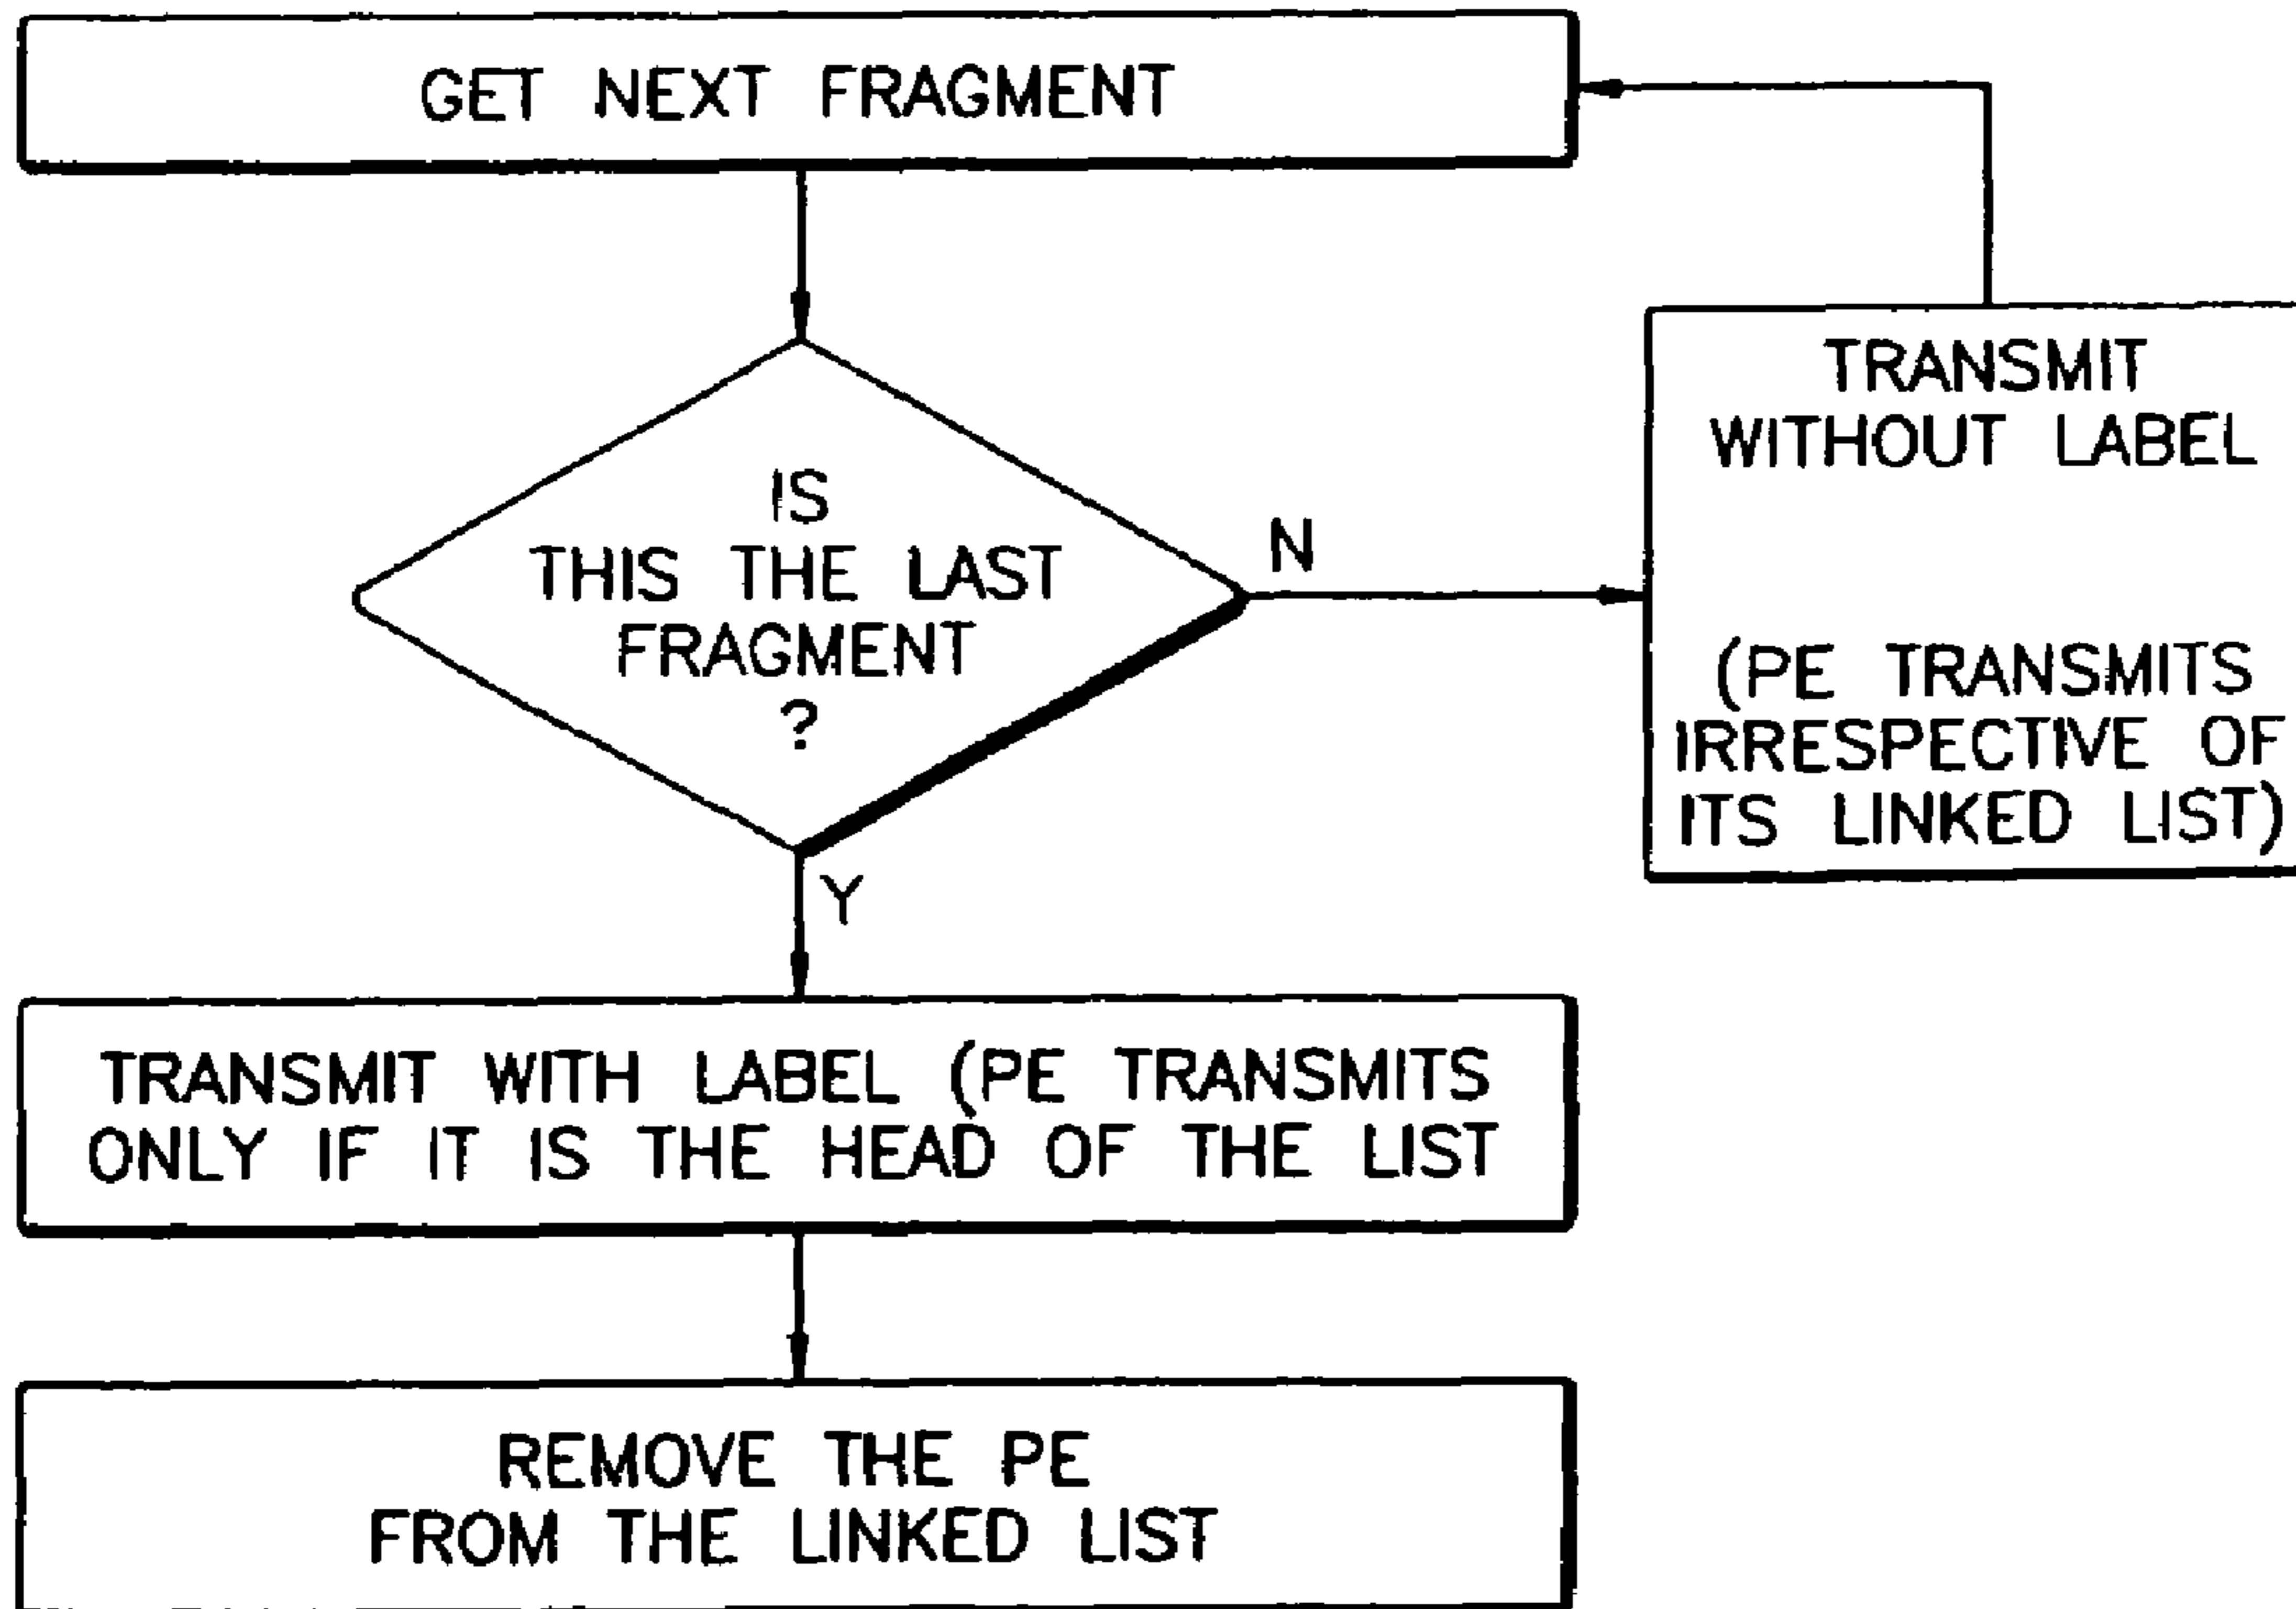 GET NEXT FRAGMENT
IS
THIS THE LAST
FRAGMENT
?
N
TRANSMIT
WITHOUT LABEL
(PE TRANSMITS
IRRESPECTIVE OF
ITS LINKED LIST)
Y
TRANSMIT WITH LABEL (PE TRANSMITS
ONLY IF IT IS THE HEAD OF THE LIST
REMOVE THE PE
FROM THE LINKED LIST